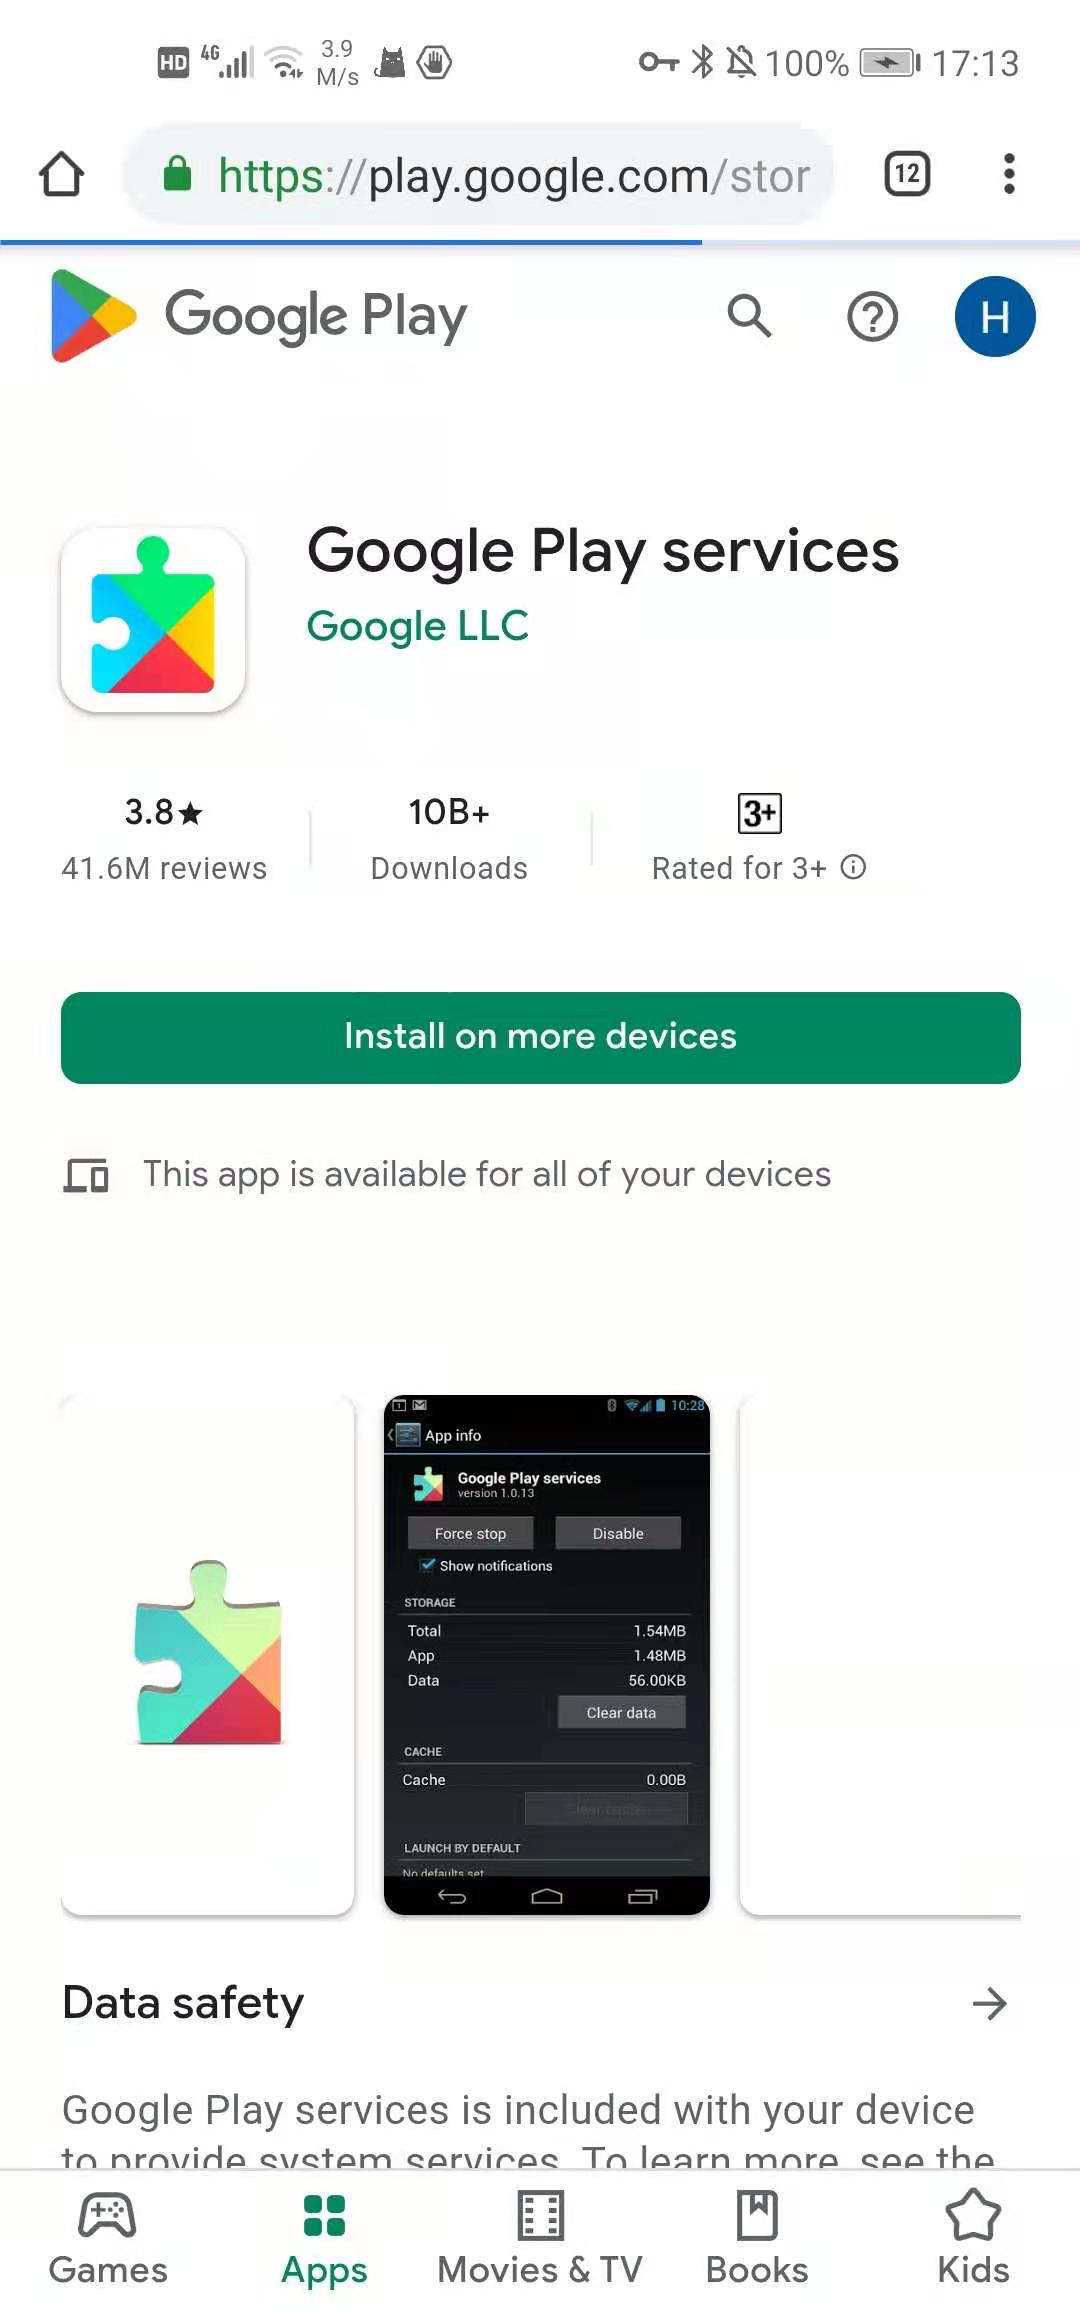 HD 4G 3.9 M/s 100% 17:13
https://play.google.com/stor 12
Google Play H
Google Play services
Google LLC
3.8★ 10B+ 3+
41.6M reviews Downloads Rated for 3+
Install on more devices
This app is available for all of your devices
1 10:28
App info
Google Play services
version 1.0.13
Force stop Disable
Show notifications
STORAGE
Total 1.54MB
App 1.48MB
Data 56.00KB
Clear data
CACHE
Cache 0.00B
Clear cache
LAUNCH BY DEFAULT
No defaults set
Data safety
Google Play services is included with your device
to provide system services. To learn more, see the
Games Apps Movies & TV Books Kids